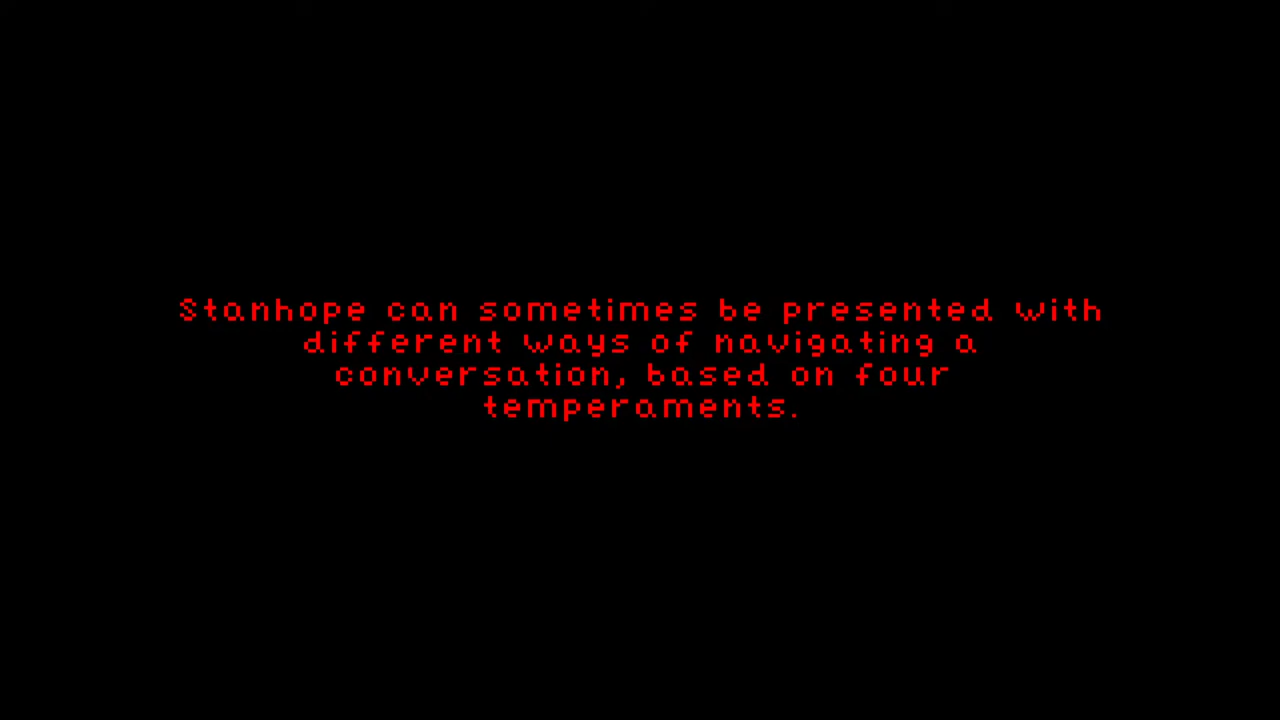 Stanhope can sometimes be presented with
different ways of navigating a
conversation, based on four
temperaments.